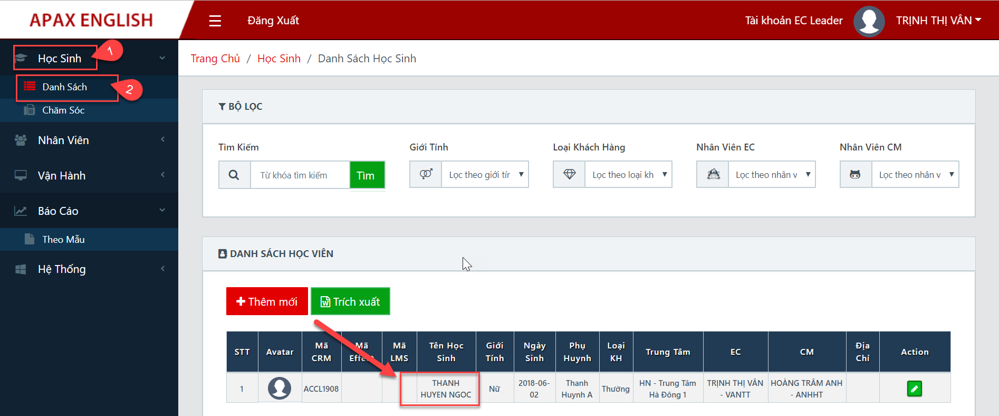 APAX ENGLISH
☰ Đăng Xuất
Tài khoản EC Leader
TRỊNH THỊ VÂN
Học Sinh
1
Danh Sách
2
Chăm Sóc
Nhân Viên
Vận Hành
Báo Cáo
Theo Mẫu
Hệ Thống
Trang Chủ / Học Sinh / Danh Sách Học Sinh
BỘ LỌC
Tìm Kiếm
Giới Tính
Loại Khách Hàng
Nhân Viên EC
Nhân Viên CM
Từ khóa tìm kiếm
Tìm
Lọc theo giới tír
Lọc theo loại kh
Lọc theo nhân v
Lọc theo nhân v
DANH SÁCH HỌC VIÊN
Thêm mới
Trích xuất
STT
Avatar
Mã
CRM
Mã
Effect
Mã
LMS
Tên Học
Sinh
Giới
Tính
Ngày
Sinh
Phụ
Huynh
Loại
KH
Trung Tâm
EC
CM
Địa
Chỉ
Action
1
ACCL1908
THANH
HUYEN NGOC
Nữ
2018-06-
02
Thanh
Huynh A
Thường
HN - Trung Tâm
Hà Đông 1
TRỊNH THỊ VÂN
- VANTT
HOÀNG TRÂM ANH
- ANHHT